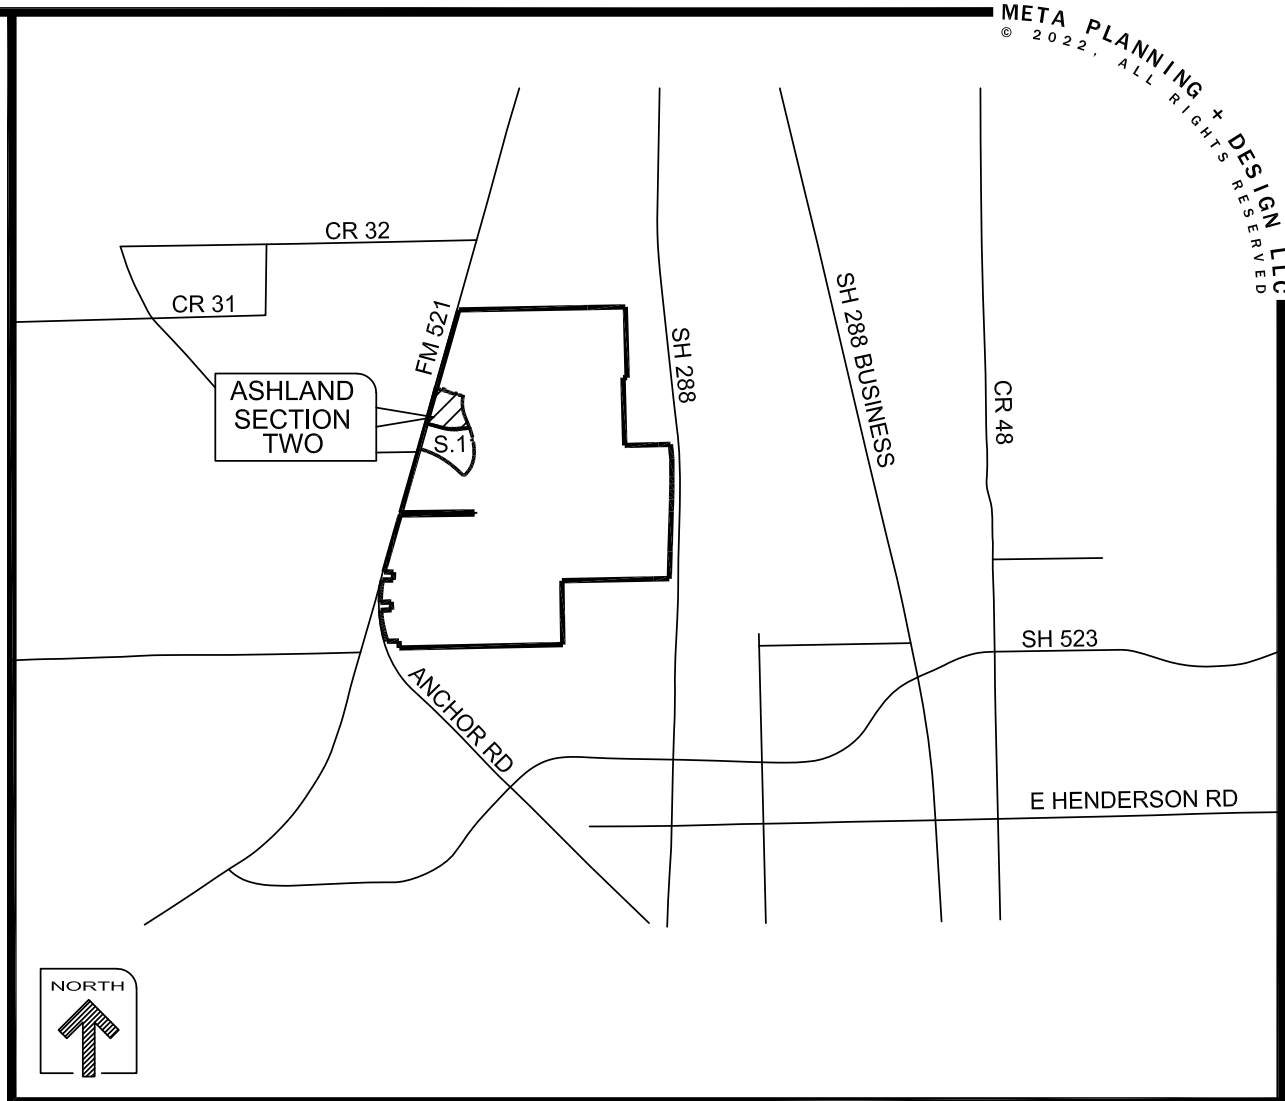 META PLANNING + DESIGN LLC
© 2022, ALL RIGHTS RESERVED
CR 32
CR 31
FM 521
SH 288
SH 288 BUSINESS
CR 48
ASHLAND
SECTION
TWO
S.1
SH 523
ANCHOR RD
E HENDERSON RD
NORTH